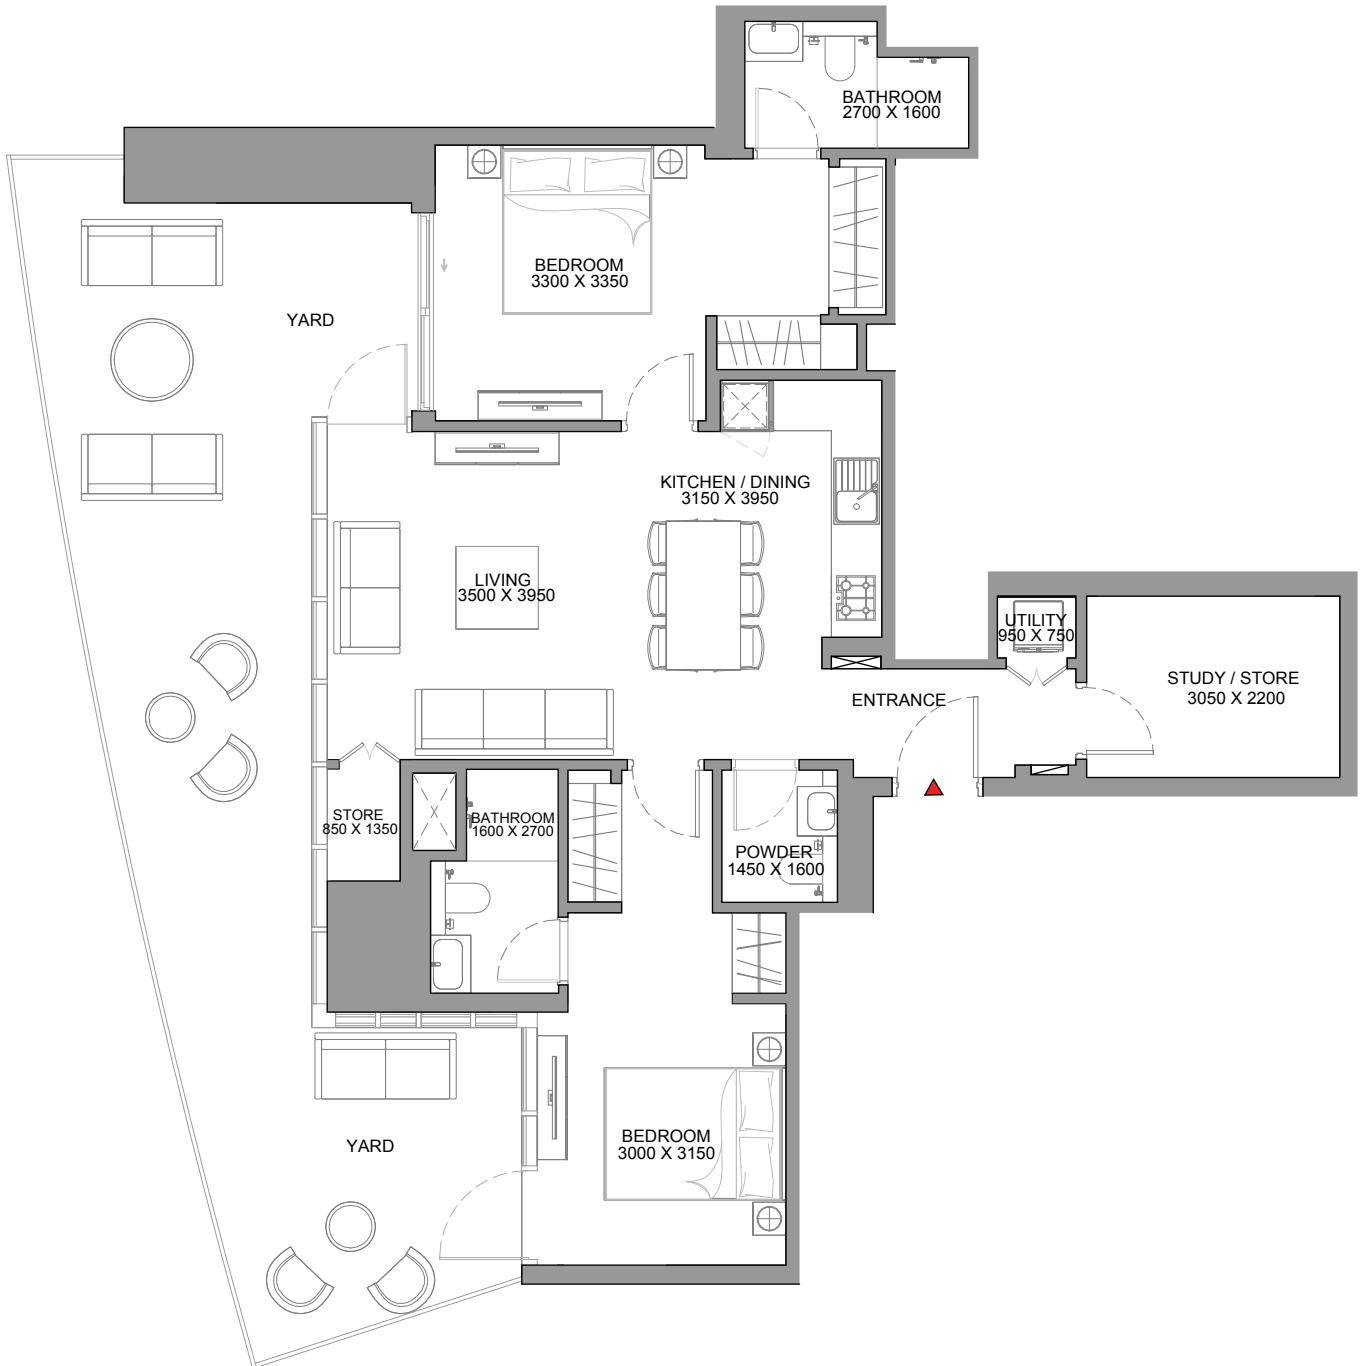 BATHROOM
2700 X 1600
BEDROOM
3300 X 3350
YARD
KITCHEN / DINING
3150 X 3950
LIVING
3500 X 3950
UTILITY
950 X 750
STUDY / STORE
3050 X 2200
ENTRANCE
STORE
850 X 1350
BATHROOM
1600 X 2700
POWDER
1450 X 1600
BEDROOM
3000 X 3150
YARD